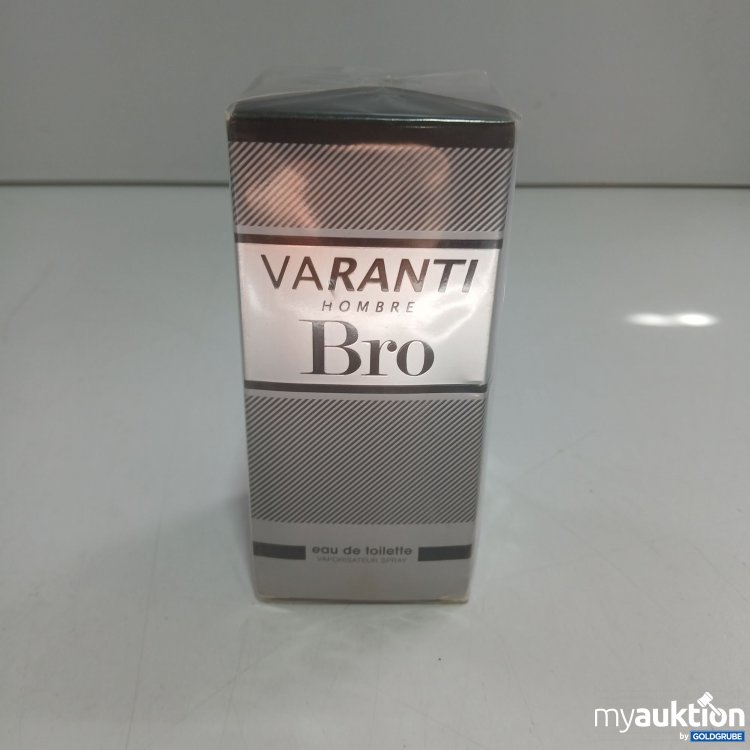 VARANTI
HOMBRE
Bro
eau de toilette
VAPORISATEUR SPRAY
myauktion
by GOLDGRUBE